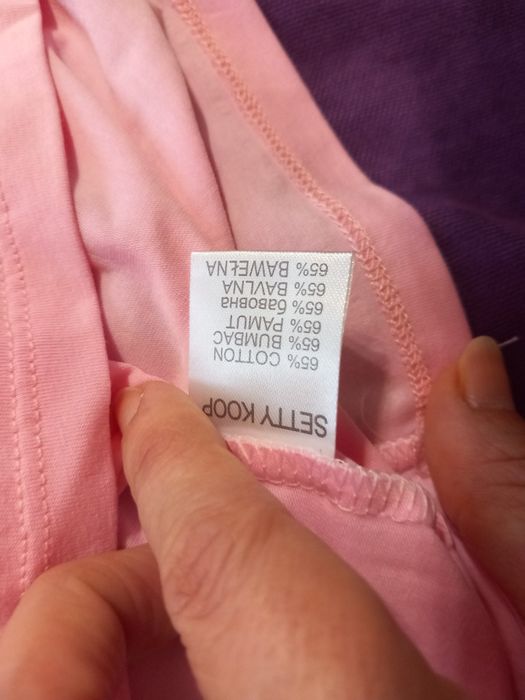 SETTY KOOP
65% COTTON
65% BUMBAC
65% PAMUT
65% бавовна
65% BAVLNA
65% BAWEŁNA